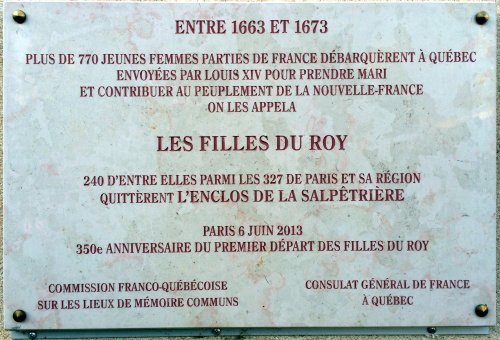 ENTRE 1663 ET 1673
PLUS DE 770 JEUNES FEMMES PARTIES DE FRANCE DÉBARQUÈRENT À QUÉBEC
ENVOYÉES PAR LOUIS XIV POUR PRENDRE MARI
ET CONTRIBUER AU PEUPLEMENT DE LA NOUVELLE-FRANCE
ON LES APPELA
LES FILLES DU ROY
240 D'ENTRE ELLES PARMI LES 327 DE PARIS ET SA RÉGION
QUITTÈRENT L'ENCLOS DE LA SALPÊTRIÈRE
PARIS 6 JUIN 2013
350e ANNIVERSAIRE DU PREMIER DÉPART DES FILLES DU ROY
COMMISSION FRANCO-QUÉBÉCOISE
SUR LES LIEUX DE MÉMOIRE COMMUNS
CONSULAT GÉNÉRAL DE FRANCE
À QUÉBEC